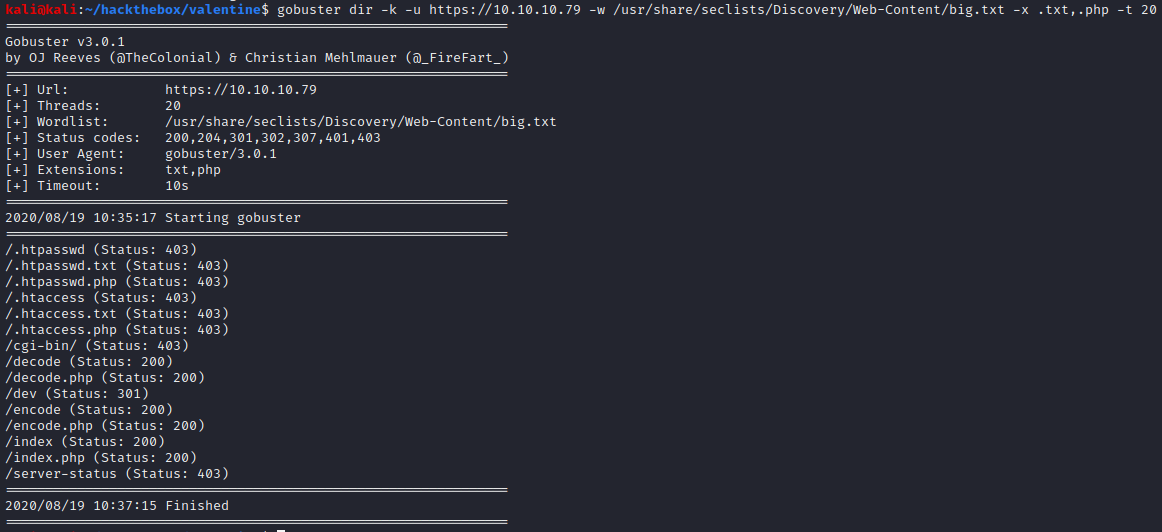 kali@kali:~/hackthebox/valentine$ gobuster dir -k -u https://10.10.10.79 -w /usr/share/seclists/Discovery/Web-Content/big.txt -x .txt,.php -t 20
===============================================================
Gobuster v3.0.1
by OJ Reeves (@TheColonial) & Christian Mehlmauer (@_FireFart_)
===============================================================
[+] Url:            https://10.10.10.79
[+] Threads:        20
[+] Wordlist:       /usr/share/seclists/Discovery/Web-Content/big.txt
[+] Status codes:   200,204,301,302,307,401,403
[+] User Agent:     gobuster/3.0.1
[+] Extensions:     txt,php
[+] Timeout:        10s
===============================================================
2020/08/19 10:35:17 Starting gobuster
===============================================================
/.htpasswd (Status: 403)
/.htpasswd.txt (Status: 403)
/.htpasswd.php (Status: 403)
/.htaccess (Status: 403)
/.htaccess.txt (Status: 403)
/.htaccess.php (Status: 403)
/cgi-bin/ (Status: 403)
/decode (Status: 200)
/decode.php (Status: 200)
/dev (Status: 301)
/encode (Status: 200)
/encode.php (Status: 200)
/index (Status: 200)
/index.php (Status: 200)
/server-status (Status: 403)
===============================================================
2020/08/19 10:37:15 Finished
===============================================================